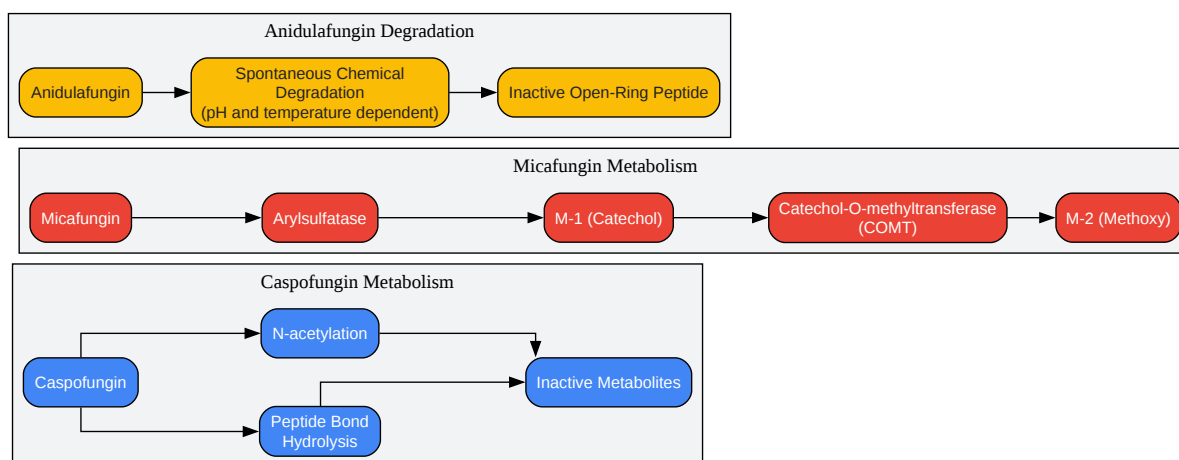 Anidulafungin Degradation
Anidulafungin
Spontaneous Chemical
Degradation
(pH and temperature dependent)
Inactive Open-Ring Peptide
Micafungin Metabolism
Micafungin
Arylsulfatase
M-1 (Catechol)
Catechol-O-methyltransferase
(COMT)
M-2 (Methoxy)
Caspofungin Metabolism
Caspofungin
N-acetylation
Peptide Bond
Hydrolysis
Inactive Metabolites